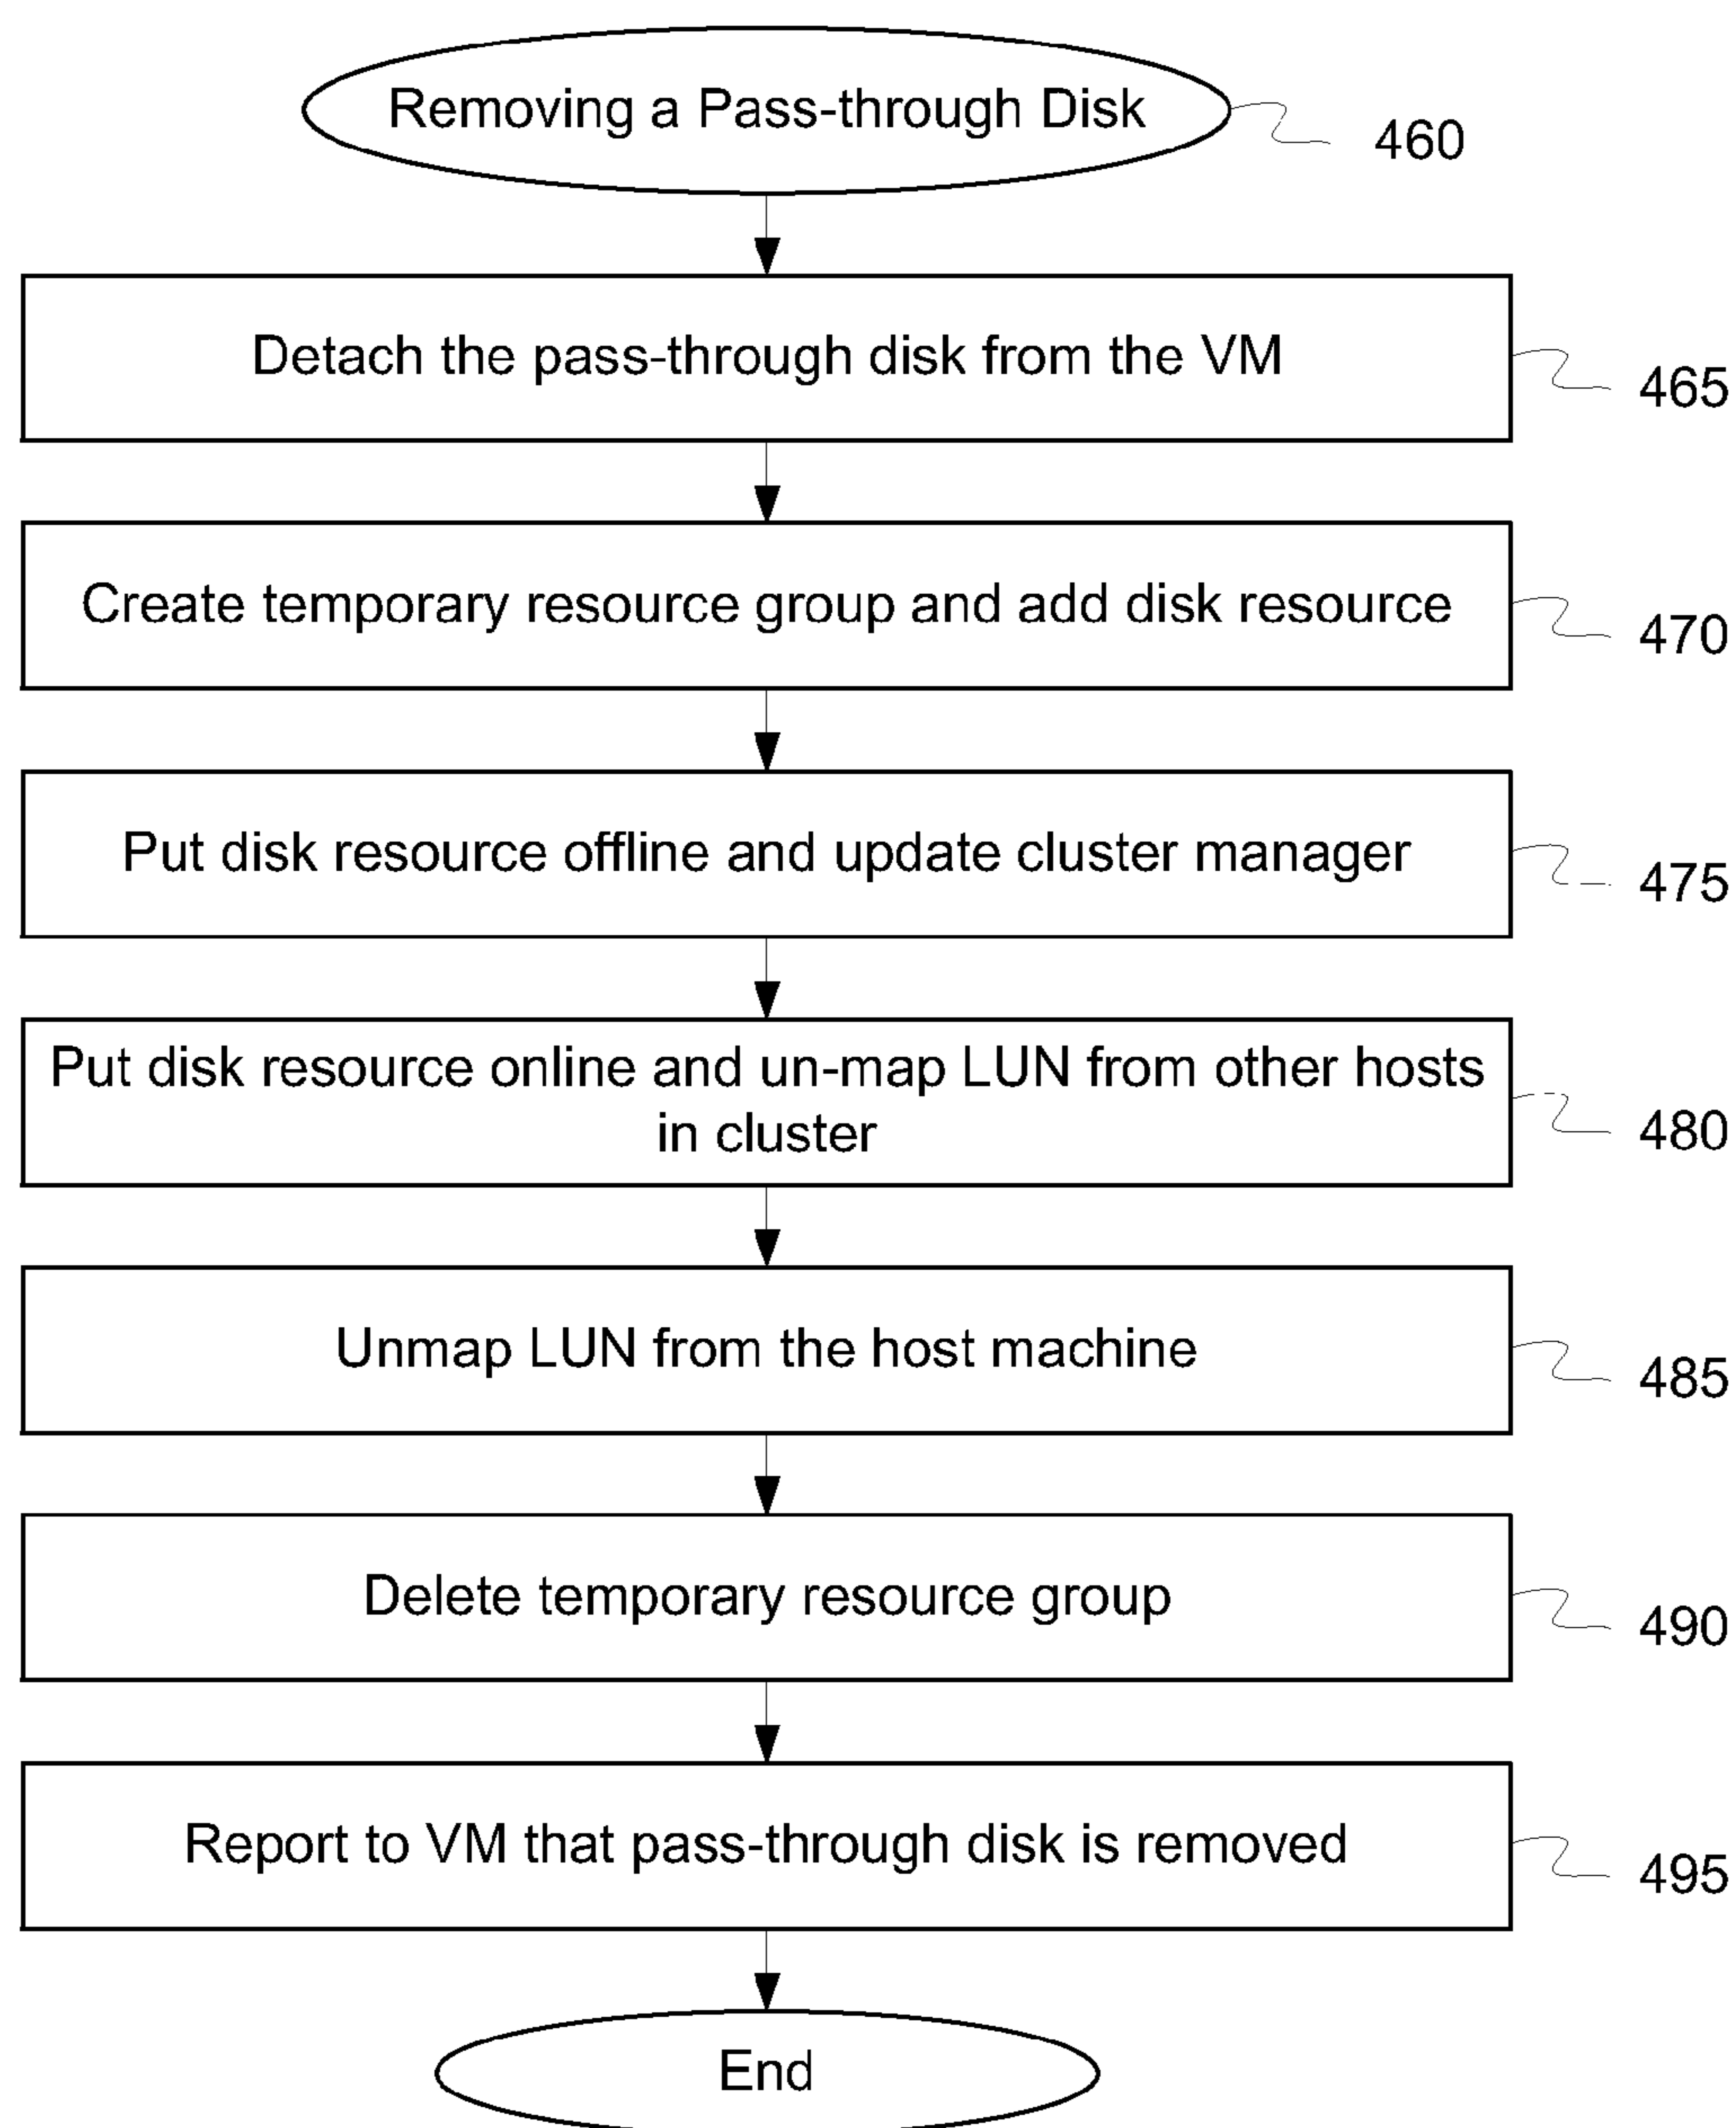 Removing a Pass-through Disk
460
Detach the pass-through disk from the VM
465
Create temporary resource group and add disk resource
470
Put disk resource offline and update cluster manager
475
Put disk resource online and un-map LUN from other hosts
in cluster
480
Unmap LUN from the host machine
485
Delete temporary resource group
490
Report to VM that pass-through disk is removed
495
End